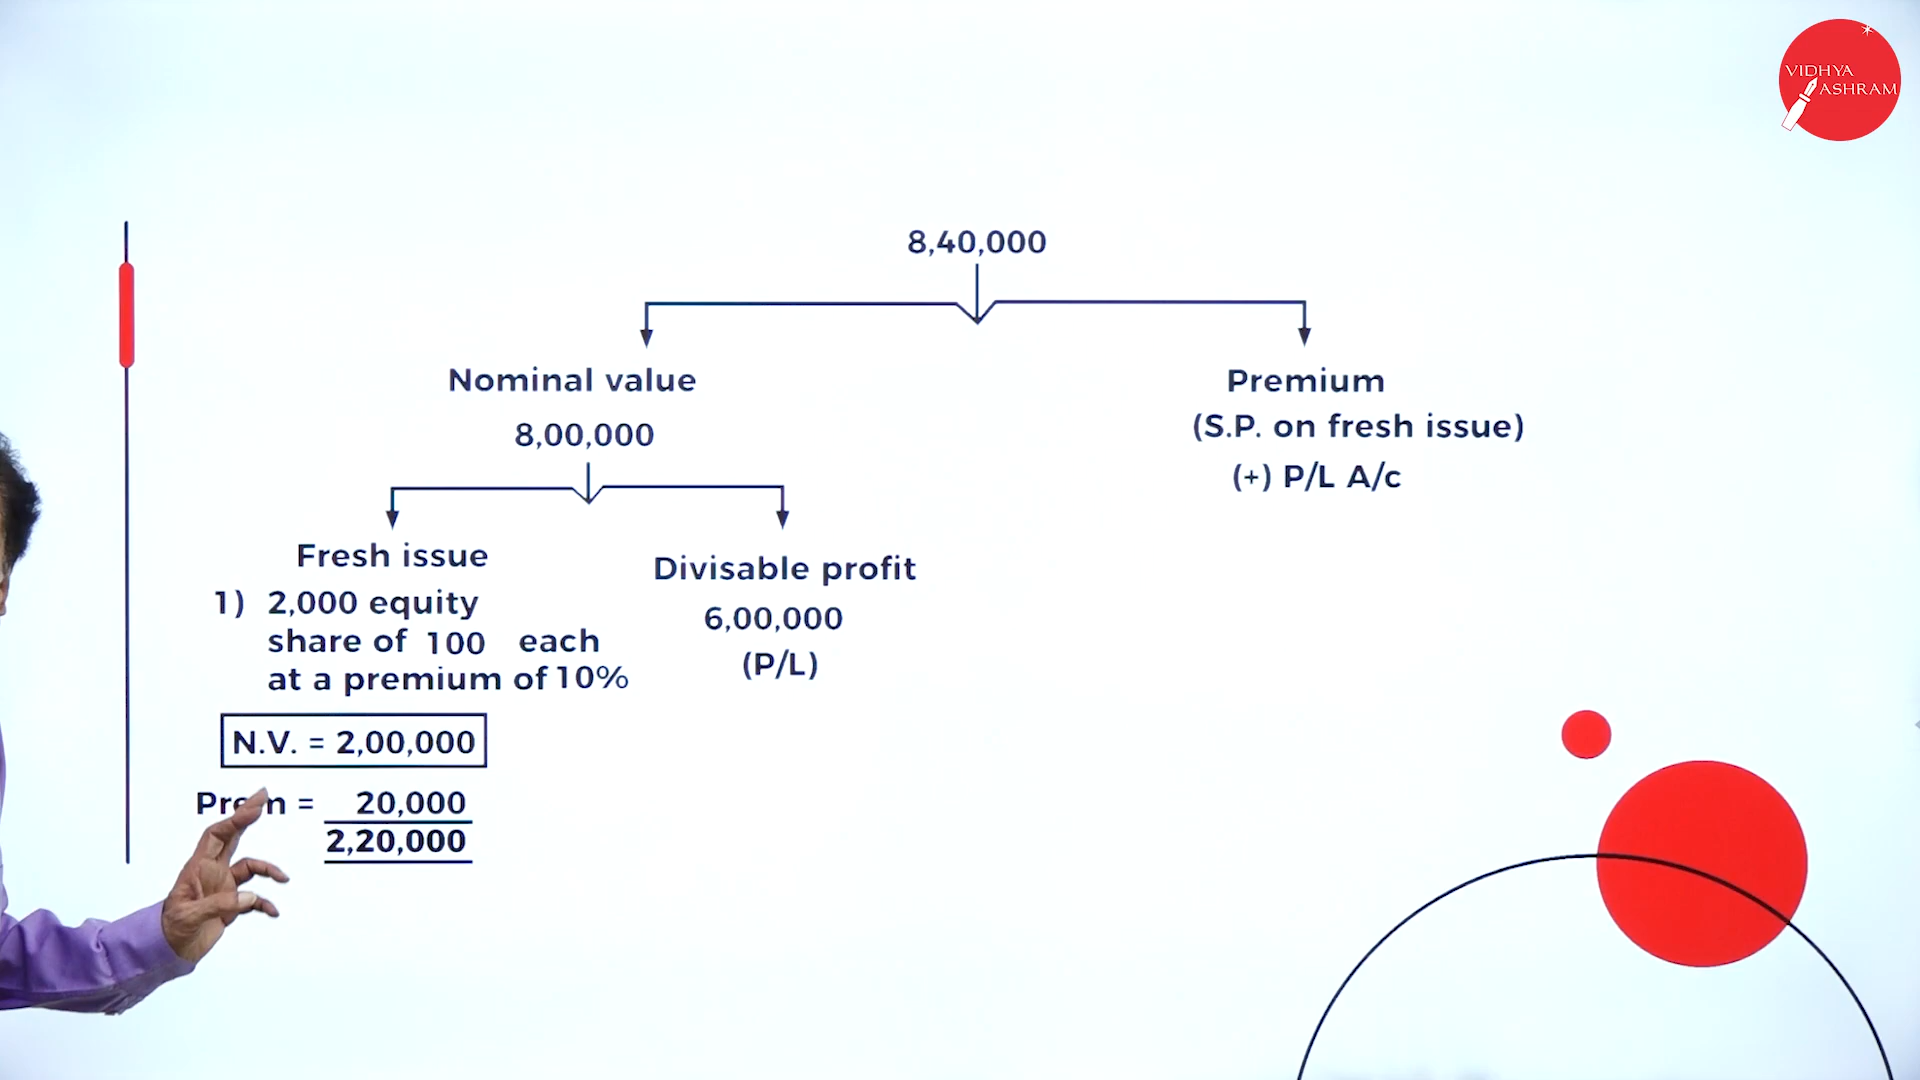 VIDHYA
ASHRAM
8,40,000
Nominal value
8,00,000
Premium
(S.P. on fresh issue)
(+) P/L A/c
Fresh issue
1) 2,000 equity
share of 100 each
at a premium of 10%
Divisable profit
6,00,000
(P/L)
N.V. = 2,00,000
Prem = 20,000
2,20,000